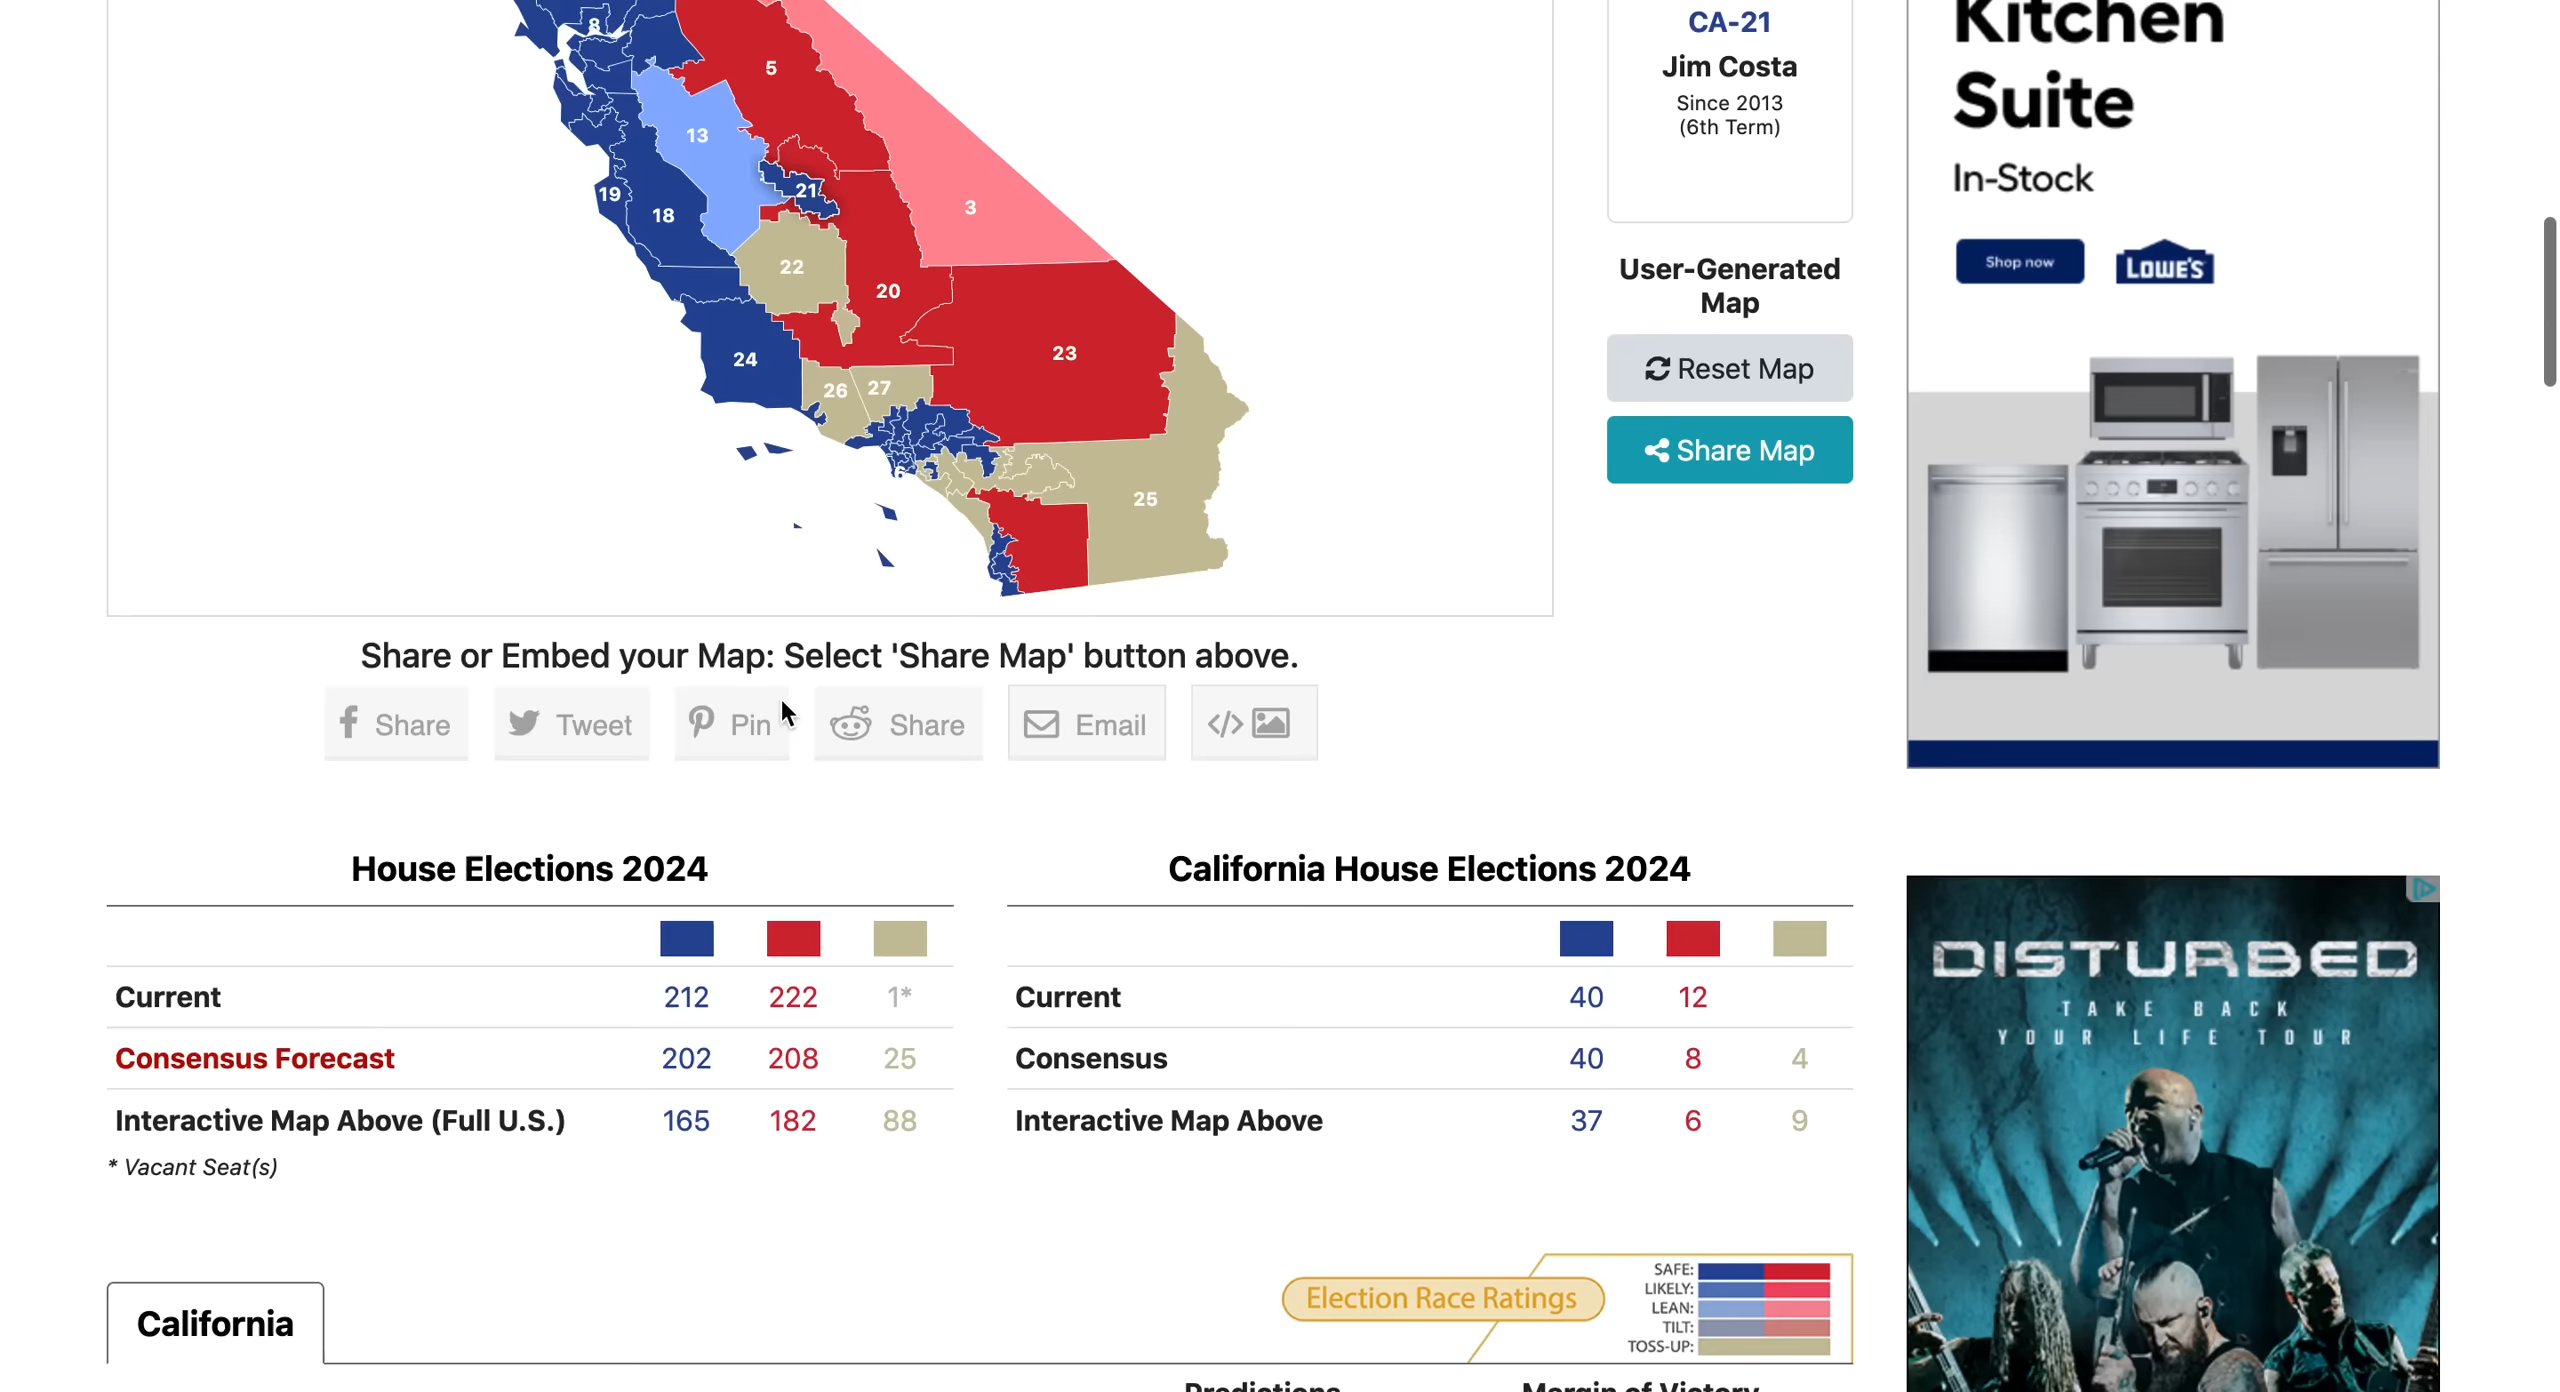 8
5
13
21
19
18
3
22
20
23
24
26
27
25
CA-21
Jim Costa
Since 2013
(6th Term)
User-Generated
Map
Reset Map
Share Map
Kitchen
Suite
In-Stock
Shop now
LOWE'S
Share or Embed your Map: Select 'Share Map' button above.
Share
Tweet
Pin
Share
Email
House Elections 2024
Current 212 222 1*
Consensus Forecast 202 208 25
Interactive Map Above (Full U.S.) 165 182 88
* Vacant Seat(s)
California House Elections 2024
Current 40 12
Consensus 40 8 4
Interactive Map Above 37 6 9
DISTURBED
TAKE BACK
YOUR LIFE TOUR
Election Race Ratings
SAFE:
LIKELY:
LEAN:
TILT:
TOSS-UP:
California
Predictions
Margin of Victory